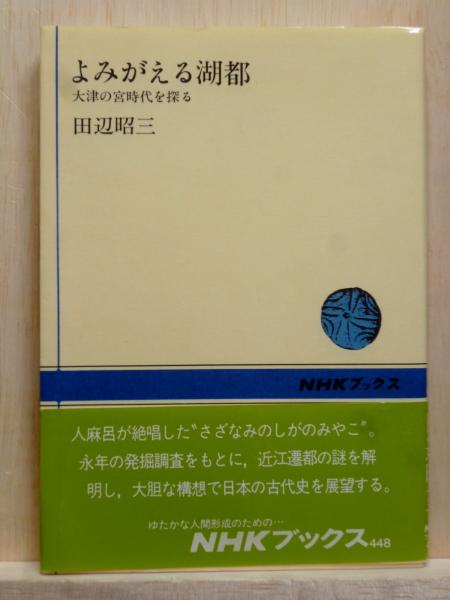 よみがえる湖都
大津の宮時代を探る
田辺昭三
NHKブックス
人麻呂が絶唱した〝さざなみのしがのみやこ〟。
永年の発掘調査をもとに，近江遷都の謎を解
明し，大胆な構想で日本の古代史を展望する。
ゆたかな人間形成のための…
NHKブックス448